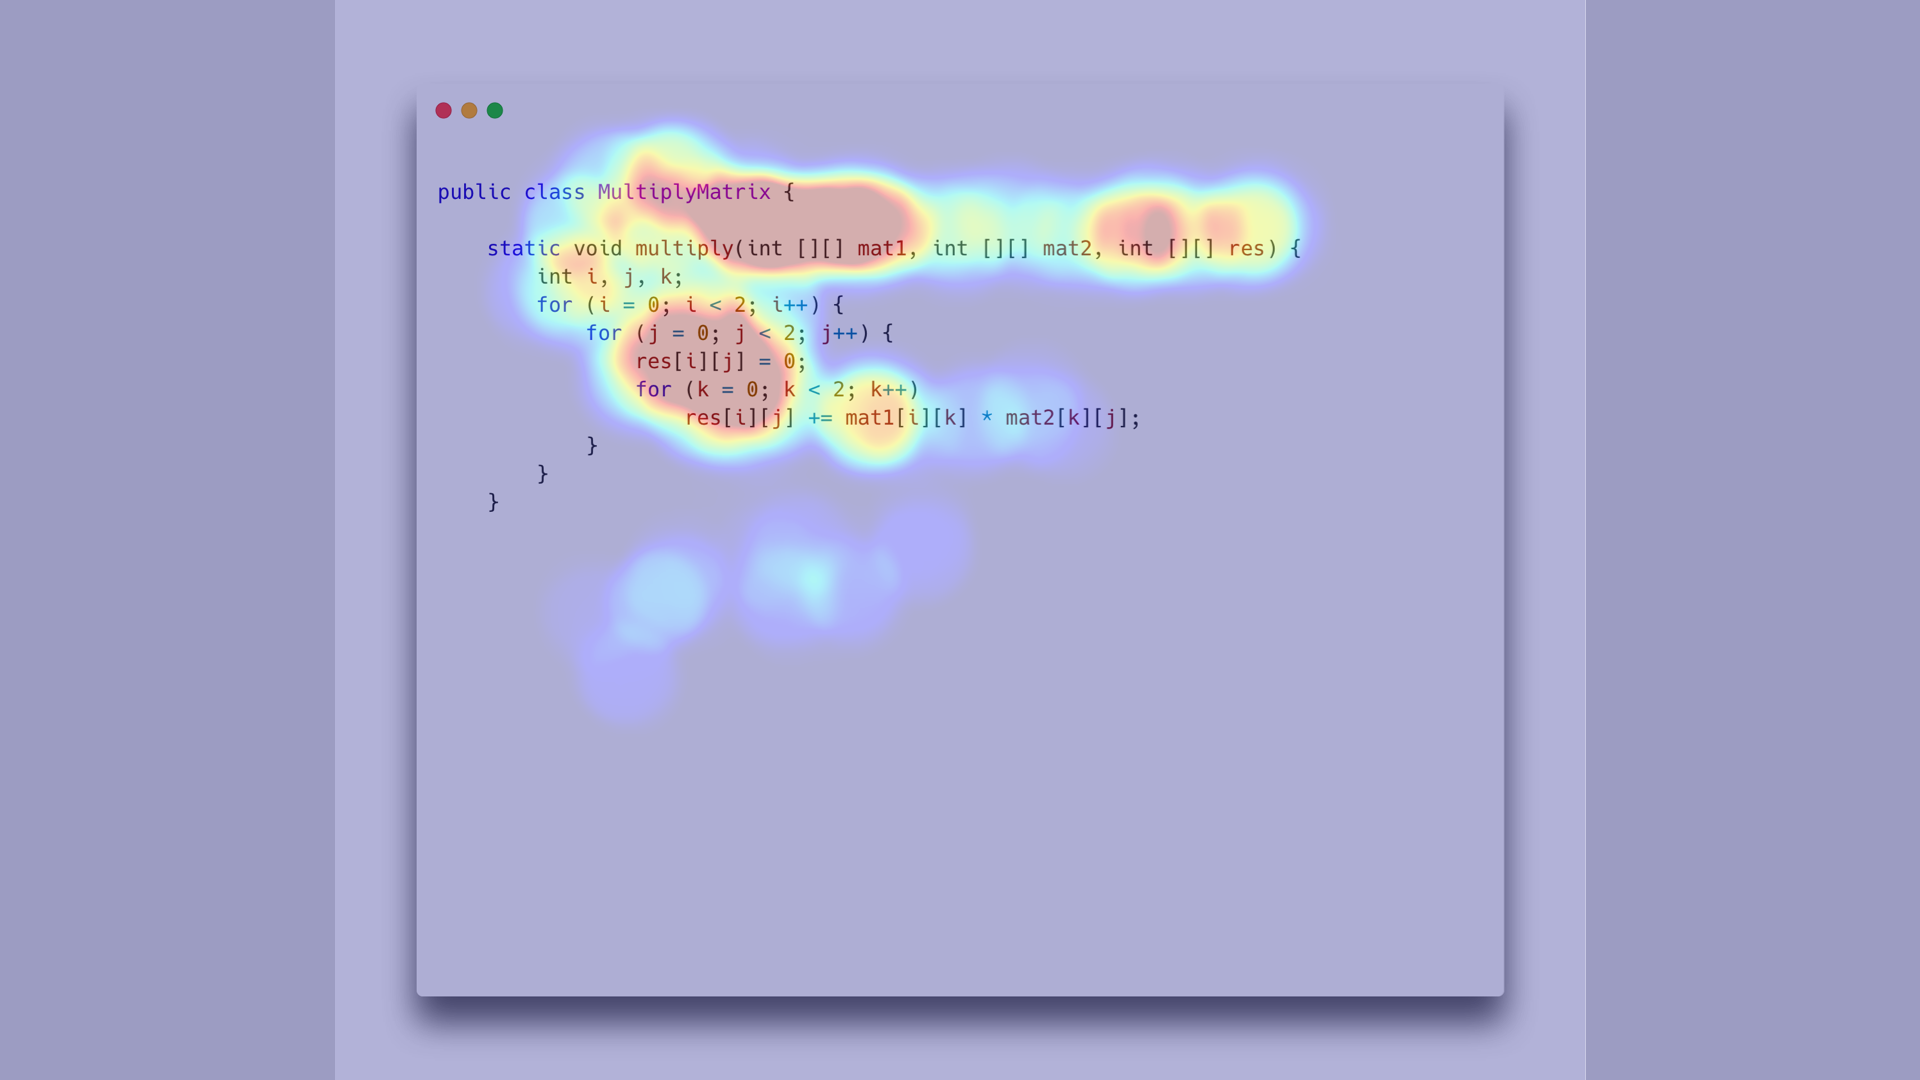 public class MultiplyMatrix {
static void multiply(int [][] mat1, int [][] mat2, int [][] res) {
int i, j, k;
for (i = 0; i < 2; i++) {
for (j = 0; j < 2; j++) {
res[i][j] = 0;
for (k = 0; k < 2; k++)
res[i][j] += mat1[i][k] * mat2[k][j];
}
}
}